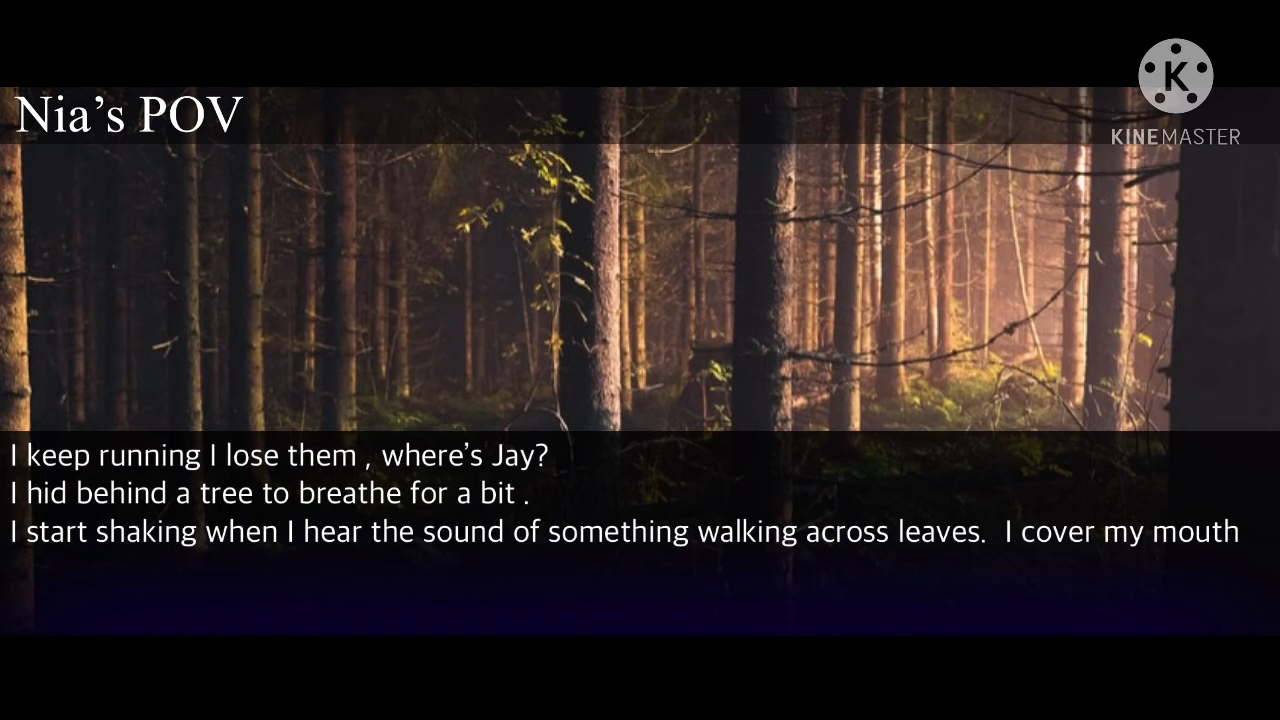 Nia's POV
K
KINEMASTER
I keep running I lose them , where's Jay?
I hid behind a tree to breathe for a bit .
I start shaking when I hear the sound of something walking across leaves.  I cover my mouth